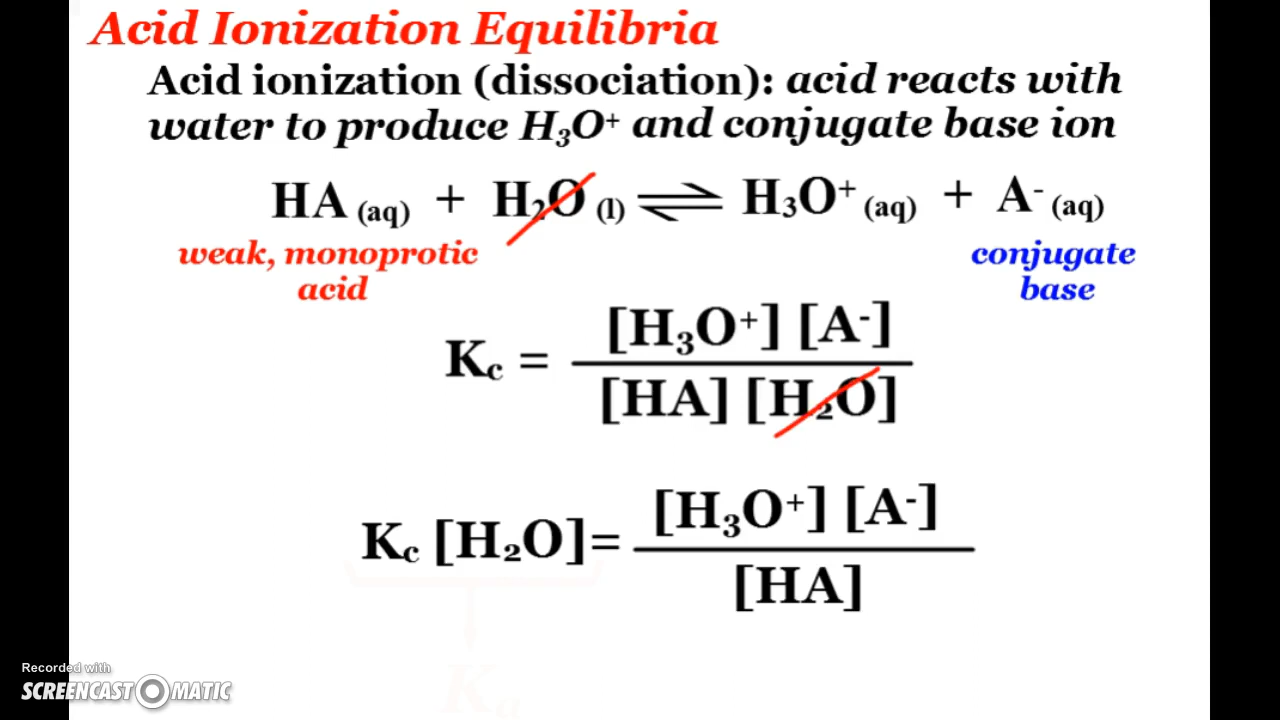 Acid Ionization Equilibria
Acid ionization (dissociation): acid reacts with
water to produce H₃O⁺ and conjugate base ion
HA (aq) + H₂O (l) ⇌ H₃O⁺ (aq) + A⁻ (aq)
weak, monoprotic conjugate
acid base
[H₃O⁺] [A⁻]
K꜀ =
[HA] [H₂O]
[H₃O⁺] [A⁻]
K꜀ [H₂O]=
[HA]
Kₐ
Recorded with
SCREENCAST-O-MATIC